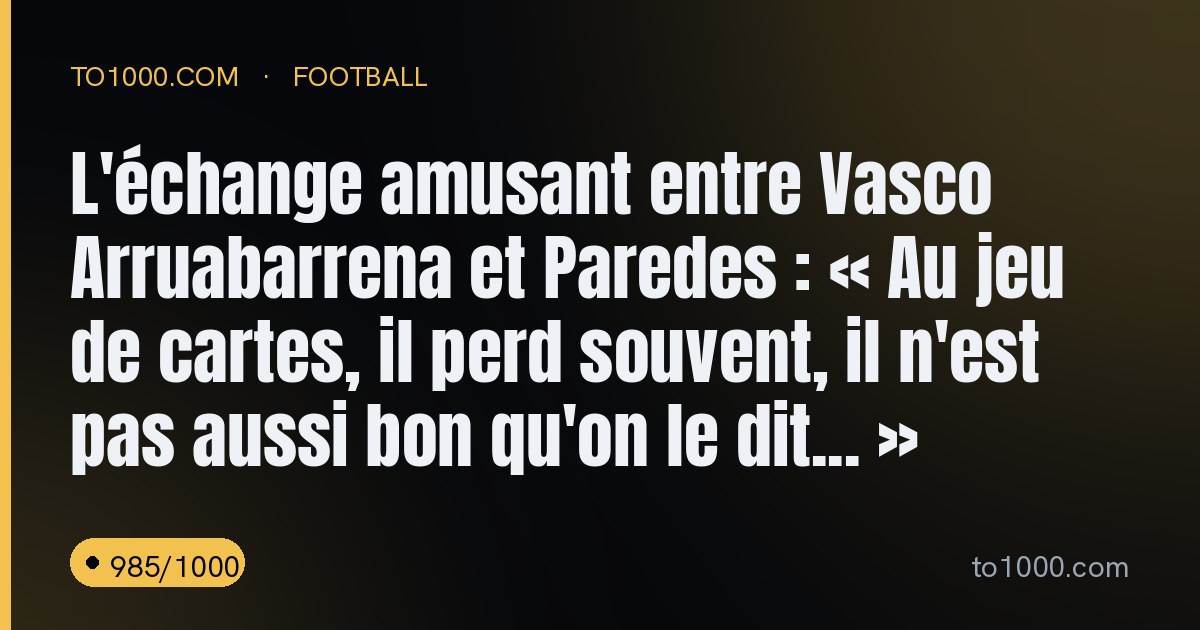 TO1000.COM · FOOTBALL
L'échange amusant entre Vasco
Arruabarrena et Paredes : « Au jeu
de cartes, il perd souvent, il n'est
pas aussi bon qu'on le dit... »
985/1000
to1000.com